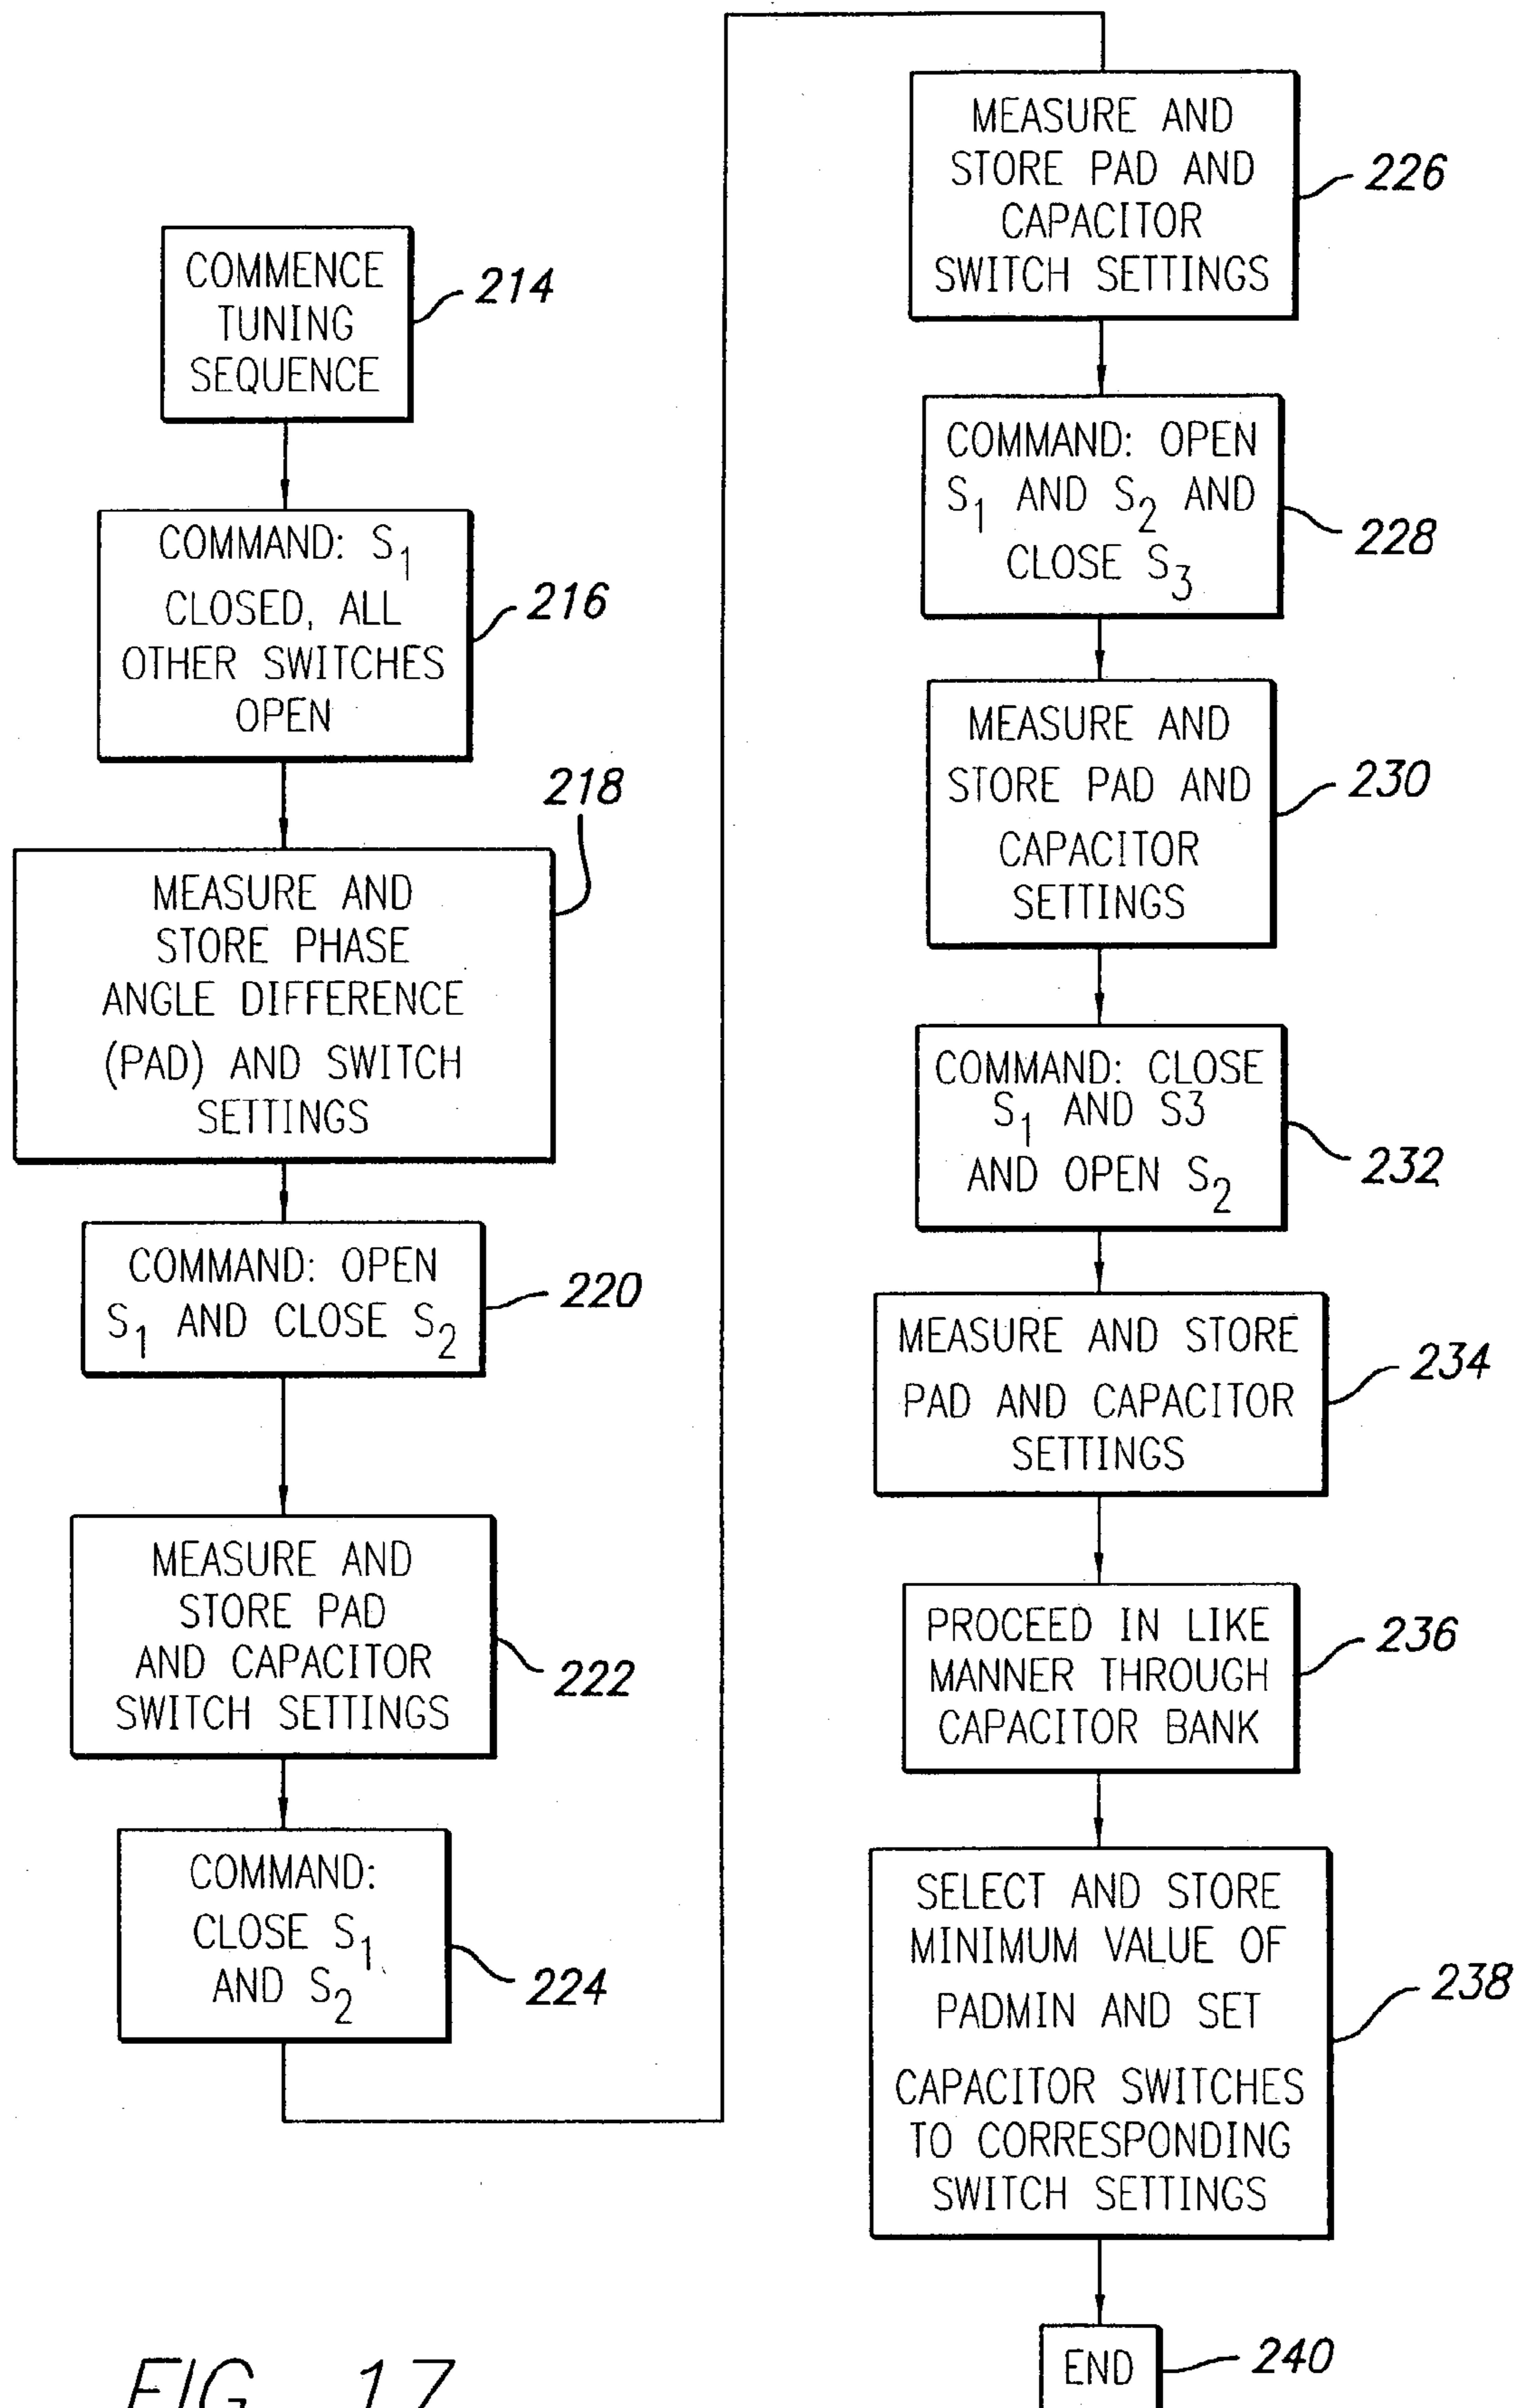 COMMENCE
TUNING
SEQUENCE
214
COMMAND: S1
CLOSED, ALL
OTHER SWITCHES
OPEN
216
218
MEASURE AND
STORE PHASE
ANGLE DIFFERENCE
(PAD) AND SWITCH
SETTINGS
COMMAND: OPEN
S1 AND CLOSE S2
220
MEASURE AND
STORE PAD
AND CAPACITOR
SWITCH SETTINGS
222
COMMAND:
CLOSE S1
AND S2
224
MEASURE AND
STORE PAD AND
CAPACITOR
SWITCH SETTINGS
226
COMMAND: OPEN
S1 AND S2 AND
CLOSE S3
228
MEASURE AND
STORE PAD AND
CAPACITOR
SETTINGS
230
COMMAND: CLOSE
S1 AND S3
AND OPEN S2
232
MEASURE AND STORE
PAD AND CAPACITOR
SETTINGS
234
PROCEED IN LIKE
MANNER THROUGH
CAPACITOR BANK
236
SELECT AND STORE
MINIMUM VALUE OF
PADMIN AND SET
CAPACITOR SWITCHES
TO CORRESPONDING
SWITCH SETTINGS
238
END
240
FIG. 17